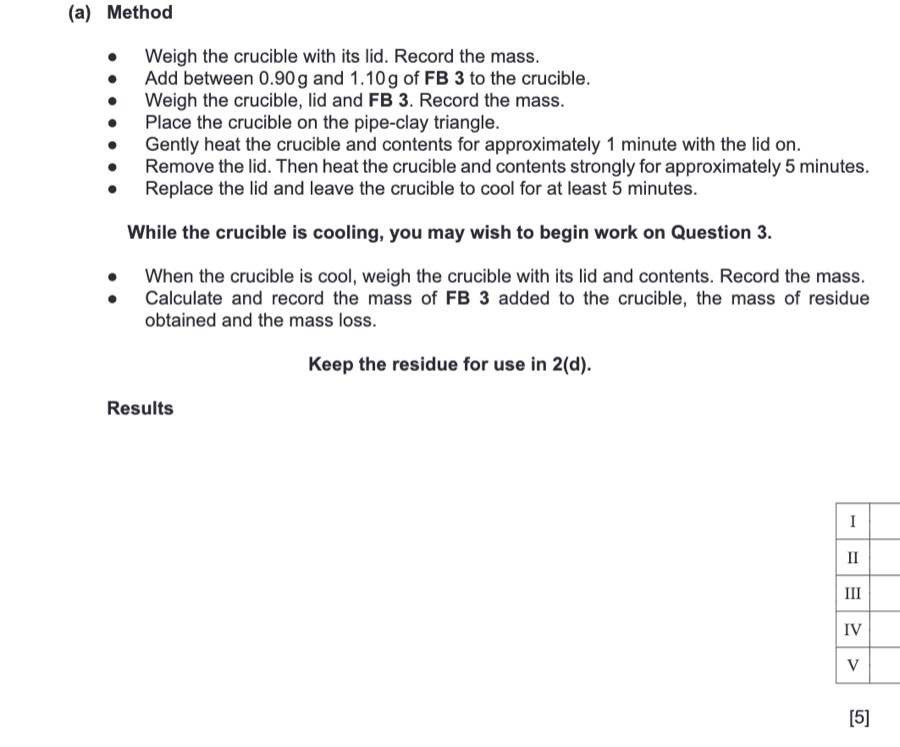 (a) Method
● Weigh the crucible with its lid. Record the mass.
● Add between 0.90g and 1.10g of FB 3 to the crucible.
● Weigh the crucible, lid and FB 3. Record the mass.
● Place the crucible on the pipe-clay triangle.
● Gently heat the crucible and contents for approximately 1 minute with the lid on.
● Remove the lid. Then heat the crucible and contents strongly for approximately 5 minutes.
● Replace the lid and leave the crucible to cool for at least 5 minutes.
While the crucible is cooling, you may wish to begin work on Question 3.
● When the crucible is cool, weigh the crucible with its lid and contents. Record the mass.
● Calculate and record the mass of FB 3 added to the crucible, the mass of residue
obtained and the mass loss.
Keep the residue for use in 2(d).
Results
I
II
III
IV
V
[5]